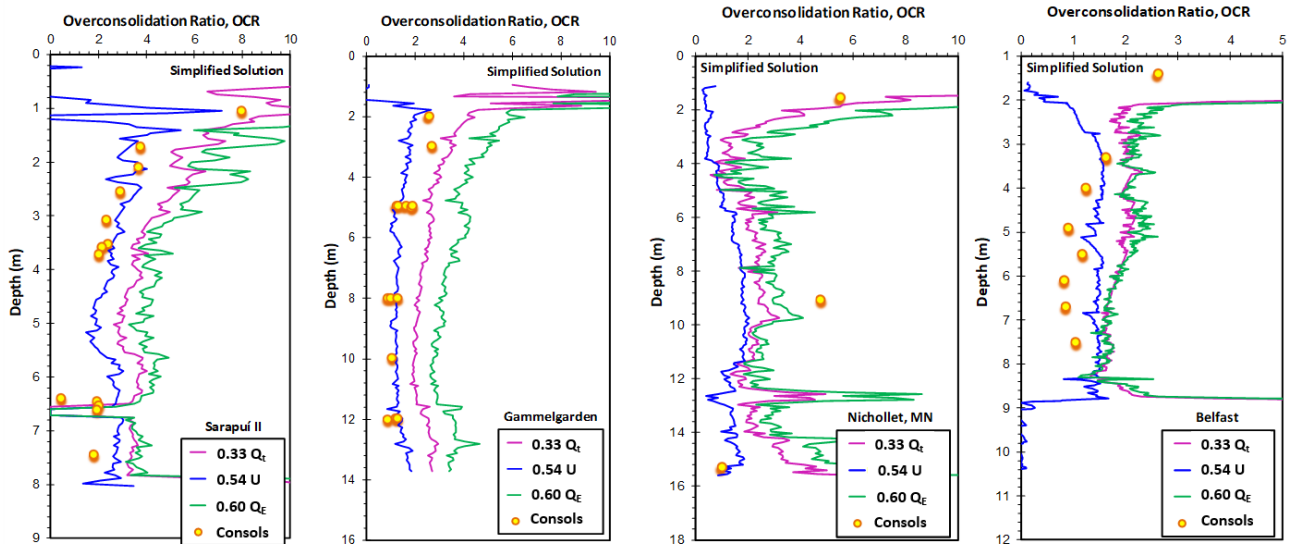 Overconsolidation Ratio, OCR
0 2 4 6 8 10
Simplified Solution
Depth (m)
0
1
2
3
4
5
6
7
8
9
Sarapuí II
0.33 Qt
0.54 U
0.60 QE
Consols
Overconsolidation Ratio, OCR
0 2 4 6 8 10
Simplified Solution
Depth (m)
0
2
4
6
8
10
12
14
16
Gammelgarden
0.33 Qt
0.54 U
0.60 QE
Consols
Overconsolidation Ratio, OCR
0 2 4 6 8 10
Simplified Solution
Depth (m)
0
2
4
6
8
10
12
14
16
18
Nichollet, MN
0.33 Qt
0.54 U
0.60 QE
Consols
Overconsolidation Ratio, OCR
0 1 2 3 4 5
Simplified Solution
Depth (m)
1
2
3
4
5
6
7
8
9
10
11
12
Belfast
0.33 Qt
0.54 U
0.60 QE
Consols